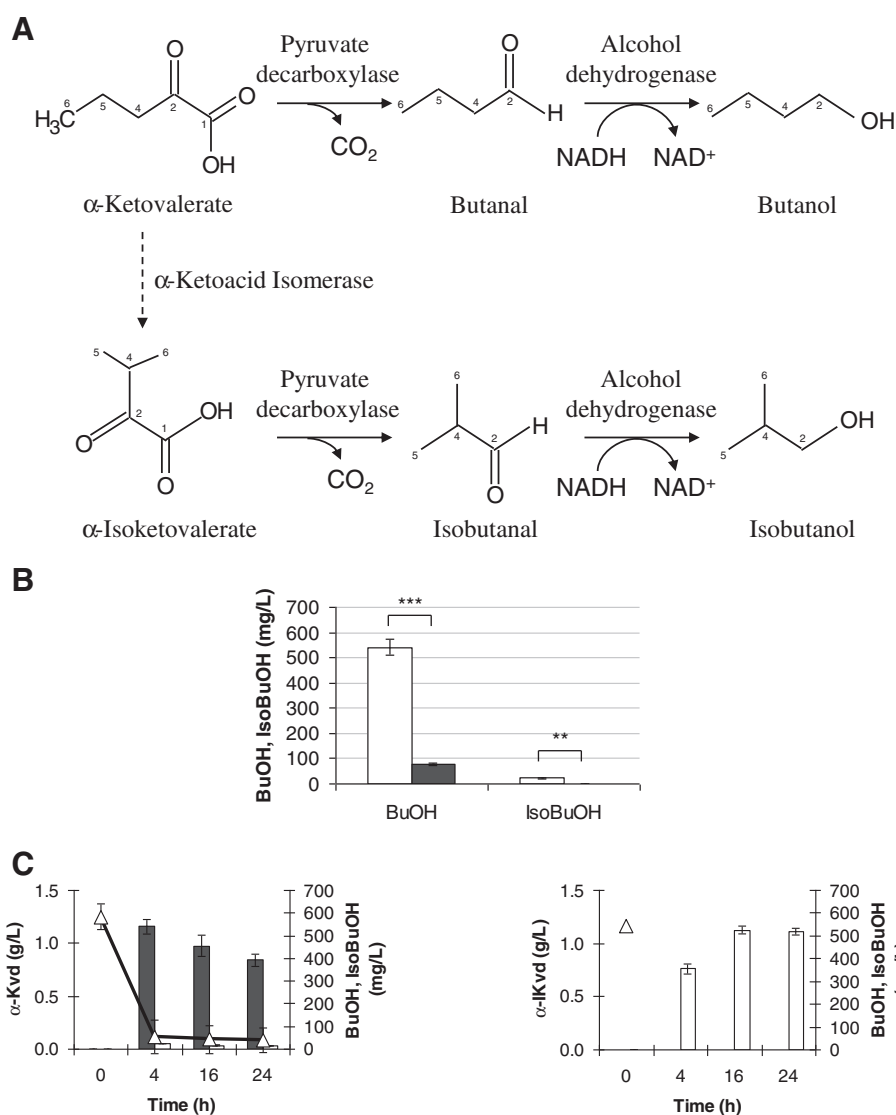 A
O
Pyruvate
decarboxylase
O
Alcohol
dehydrogenase
6
5
4
2
1
O
H3C
OH
CO2
6
5
4
2
H
NADH
NAD+
6
5
4
2
OH
α-Ketovalerate
Butanal
Butanol
α-Ketoacid Isomerase
5
4
6
2
1
OH
O
O
Pyruvate
decarboxylase
CO2
6
4
5
2
H
O
Alcohol
dehydrogenase
NADH
NAD+
6
4
5
2
OH
α-Isoketovalerate
Isobutanal
Isobutanol
B
BuOH, IsoBuOH (mg/L)
700
600
500
400
300
200
100
0
***
**
BuOH
IsoBuOH
C
α-Kvd (g/L)
1.5
1.0
0.5
0.0
700
600
500
400
300
200
100
0
BuOH, IsoBuOH
(mg/L)
0 4 16 24
Time (h)
α-IKvd (g/L)
1.5
1.0
0.5
0.0
700
600
500
400
300
200
100
0
BuOH, IsoBuOH
0 4 16 24
Time (h)